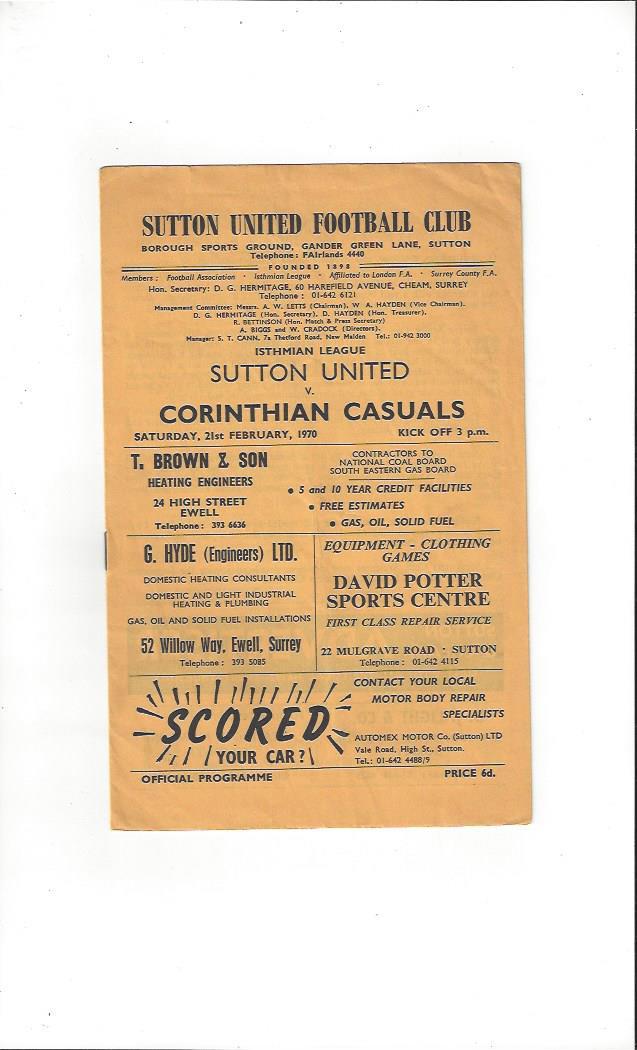 SUTTON UNITED FOOTBALL CLUB
BOROUGH SPORTS GROUND, GANDER GREEN LANE, SUTTON
Telephone: FAIrlands 4440
FOUNDED 1898
Members: Football Association · Isthmian League · Affiliated to London F.A. · Surrey County F.A.
Hon. Secretary: D. G. HERMITAGE, 60 HAREFIELD AVENUE, CHEAM, SURREY
Telephone : 01-642 6121
Management Committee: Messrs. A. W. LETTS (Chairman), W A. HAYDEN (Vice Chairman).
D. G. HERMITAGE (Hon. Secretary), D. HAYDEN (Hon. Treasurer).
R. BETTINSON (Hon. Match & Press Secretary)
A. BIGGS and W. CRADOCK (Directors).
Manager: S. T. CANN, 7a Thetford Road, New Malden Tel.: 01-942 3000
ISTHMIAN LEAGUE
SUTTON UNITED
V.
CORINTHIAN CASUALS
SATURDAY, 21st FEBRUARY, 1970 KICK OFF 3 p.m.
T. BROWN & SON
HEATING ENGINEERS
24 HIGH STREET
EWELL
Telephone: 393 6636
CONTRACTORS TO
NATIONAL COAL BOARD
SOUTH EASTERN GAS BOARD
• 5 and 10 YEAR CREDIT FACILITIES
• FREE ESTIMATES
• GAS, OIL, SOLID FUEL
G. HYDE (Engineers) LTD.
DOMESTIC HEATING CONSULTANTS
DOMESTIC AND LIGHT INDUSTRIAL
HEATING & PLUMBING
GAS, OIL AND SOLID FUEL INSTALLATIONS
52 Willow Way, Ewell, Surrey
Telephone: 393 5085
EQUIPMENT - CLOTHING
GAMES
DAVID POTTER
SPORTS CENTRE
FIRST CLASS REPAIR SERVICE
22 MULGRAVE ROAD · SUTTON
Telephone: 01-642 4115
SCORED
YOUR CAR?
CONTACT YOUR LOCAL
MOTOR BODY REPAIR
SPECIALISTS
AUTOMEX MOTOR Co. (Sutton) LTD
Vale Road, High St., Sutton.
Tel.: 01-642 4488/9
OFFICIAL PROGRAMME PRICE 6d.